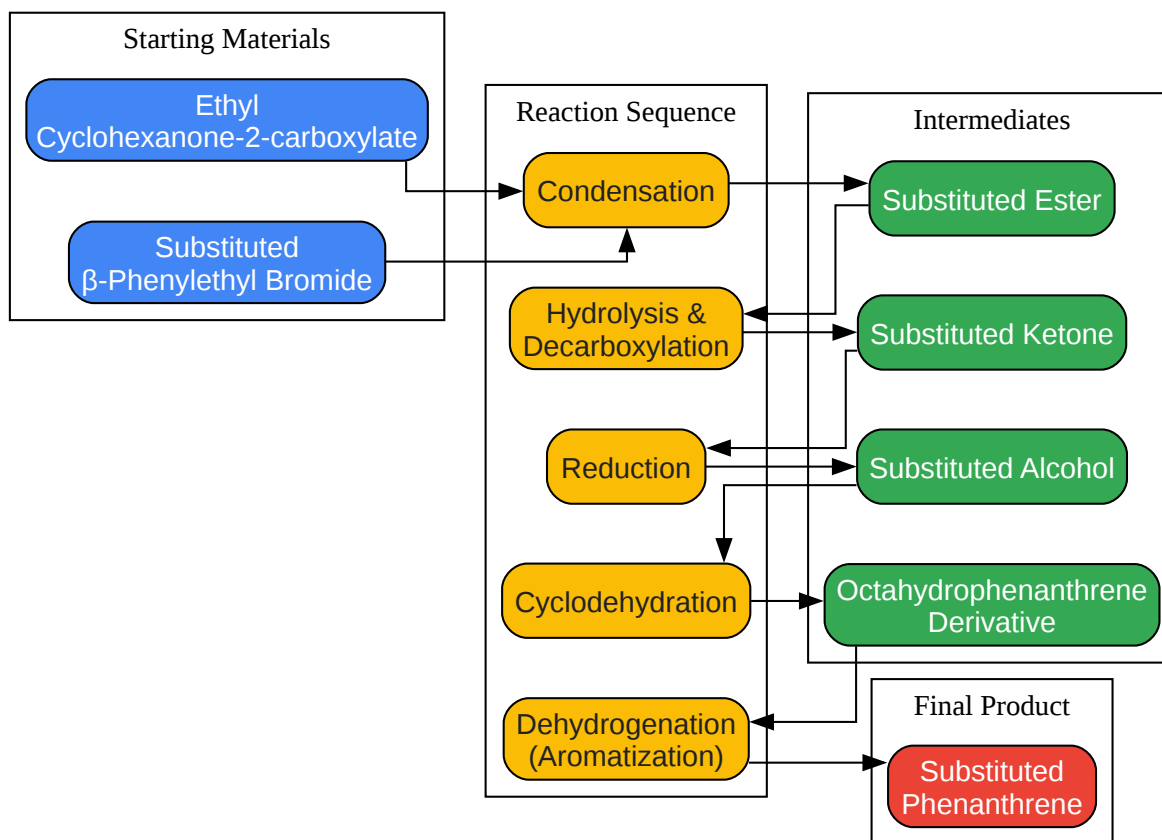 Starting Materials
Ethyl
Cyclohexanone-2-carboxylate
Substituted
β-Phenylethyl Bromide
Reaction Sequence
Condensation
Hydrolysis &
Decarboxylation
Reduction
Cyclodehydration
Dehydrogenation
(Aromatization)
Intermediates
Substituted Ester
Substituted Ketone
Substituted Alcohol
Octahydrophenanthrene
Derivative
Final Product
Substituted
Phenanthrene